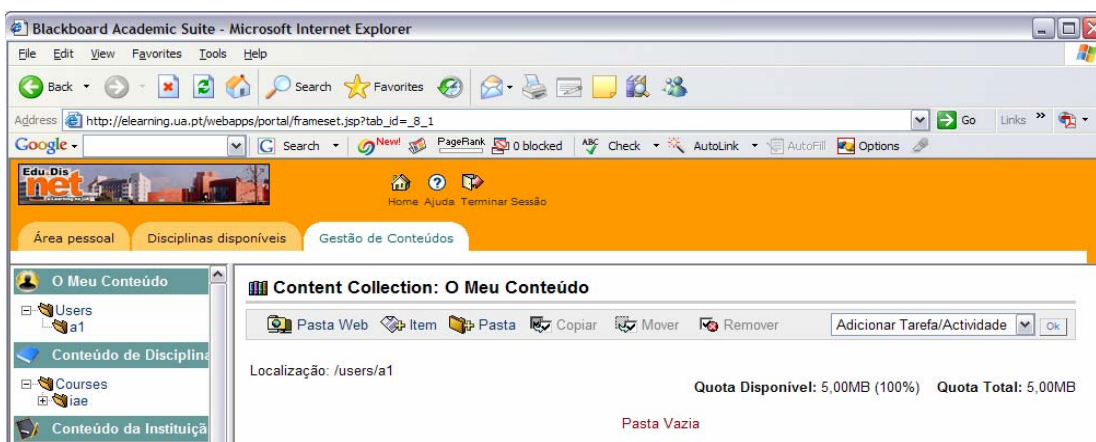 Blackboard Academic Suite - Microsoft Internet Explorer
File Edit View Favorites Tools Help
Back Search Favorites
Address http://elearning.ua.pt/webapps/portal/frameset.jsp?tab_id=_8_1 Go Links »
Google Search New! PageRank 0 blocked ABC Check AutoLink AutoFill Options
Edu.Dis
net
Home Ajuda Terminar Sessão
Área pessoal Disciplinas disponíveis Gestão de Conteúdos
O Meu Conteúdo
Users
a1
Conteúdo de Disciplina
Courses
iae
Conteúdo da Instituiçã
Content Collection: O Meu Conteúdo
Pasta Web Item Pasta Copiar Mover Remover Adicionar Tarefa/Actividade Ok
Localização: /users/a1
Quota Disponível: 5,00MB (100%) Quota Total: 5,00MB
Pasta Vazia